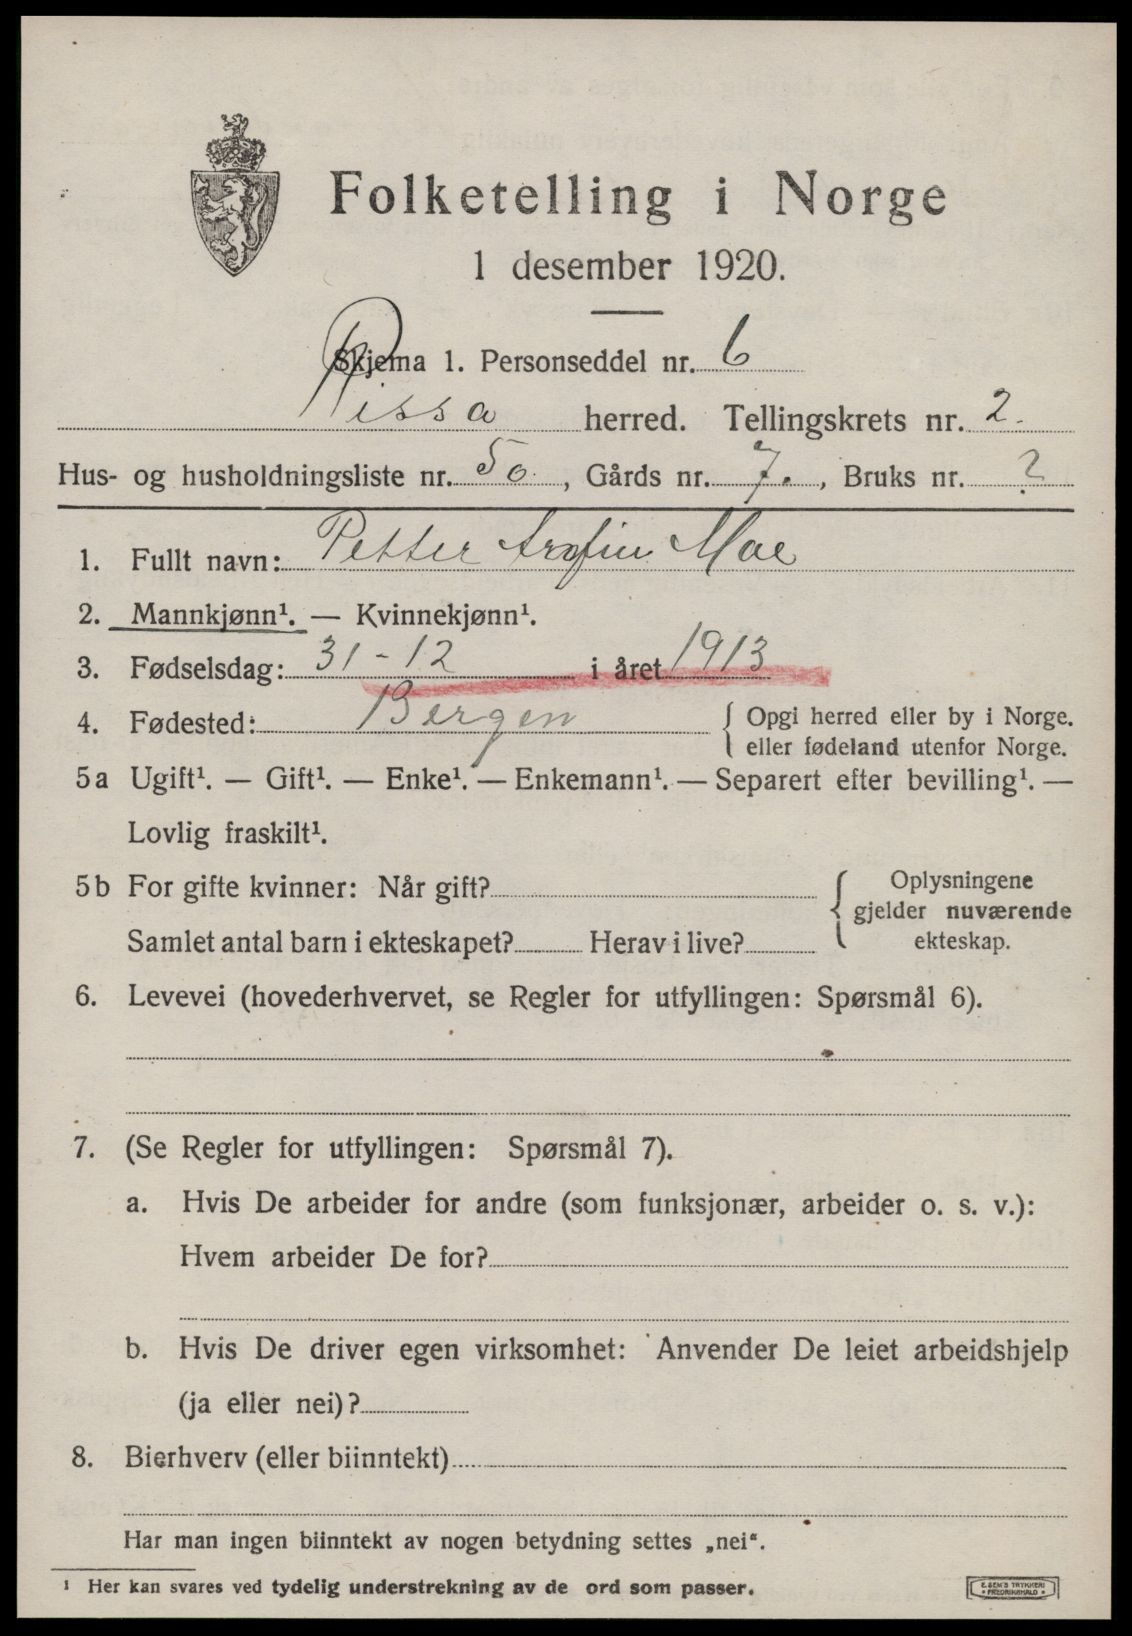 Folketelling i Norge
1 desember 1920.
Skjema 1. Personseddel nr. 6
Rissa herred. Tellingskrets nr. 2.
Hus- og husholdningsliste nr. 50., Gårds nr. 7., Bruks nr. ?
1. Fullt navn: Petter Moe
2. Mannkjønn¹. — Kvinnekjønn¹.
3. Fødselsdag: 31-12 i året 1913
4. Fødested: Bergen { Opgi herred eller by i Norge.
eller fødeland utenfor Norge.
5a Ugift¹. — Gift¹. — Enke¹. — Enkemann¹. — Separert efter bevilling¹. —
Lovlig fraskilt¹.
5b For gifte kvinner: Når gift?
Samlet antal barn i ekteskapet? Herav i live?
{ Oplysningene
gjelder nuværende
ekteskap.
6. Levevei (hovederhvervet, se Regler for utfyllingen: Spørsmål 6).
7. (Se Regler for utfyllingen: Spørsmål 7).
a. Hvis De arbeider for andre (som funksjonær, arbeider o. s. v.):
Hvem arbeider De for?
b. Hvis De driver egen virksomhet: Anvender De leiet arbeidshjelp
(ja eller nei)?
8. Bierhverv (eller biinntekt)
Har man ingen biinntekt av nogen betydning settes „nei“.
¹ Her kan svares ved tydelig understrekning av de ord som passer.
E. SEM'S TRYKKERI
• FREDRIKSHALD •